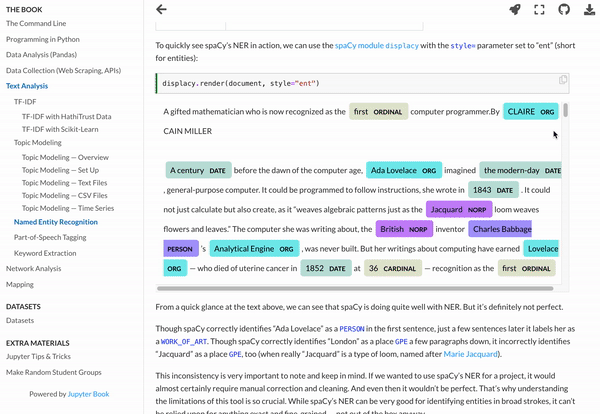 THE BOOK
The Command Line
Programming in Python
Data Analysis (Pandas)
Data Collection (Web Scraping, APIs)
Text Analysis
TF-IDF
TF-IDF with HathiTrust Data
TF-IDF with Scikit-Learn
Topic Modeling
Topic Modeling — Overview
Topic Modeling — Set Up
Topic Modeling — Text Files
Topic Modeling — CSV Files
Topic Modeling — Time Series
Named Entity Recognition
Part-of-Speech Tagging
Keyword Extraction
Network Analysis
Mapping
DATASETS
Datasets
EXTRA MATERIALS
Jupyter Tips & Tricks
Make Random Student Groups
Powered by Jupyter Book
To quickly see spaCy's NER in action, we can use the spaCy module displacy with the style= parameter set to "ent" (short
for entities):
displacy.render(document, style="ent")
A gifted mathematician who is now recognized as the first ORDINAL computer programmer.By CLAIRE ORG
CAIN MILLER
A century DATE before the dawn of the computer age, Ada Lovelace ORG imagined the modern-day DATE
, general-purpose computer. It could be programmed to follow instructions, she wrote in 1843 DATE . It could
not just calculate but also create, as it "weaves algebraic patterns just as the Jacquard NORP loom weaves
flowers and leaves." The computer she was writing about, the British NORP inventor Charles Babbage
PERSON 's Analytical Engine ORG , was never built. But her writings about computing have earned Lovelace
ORG — who died of uterine cancer in 1852 DATE at 36 CARDINAL — recognition as the first ORDINAL
From a quick glance at the text above, we can see that spaCy is doing quite well with NER. But it's definitely not perfect.
Though spaCy correctly identifies "Ada Lovelace" as a PERSON in the first sentence, just a few sentences later it labels her as
a WORK_OF_ART. Though spaCy correctly identifies "London" as a place GPE a few paragraphs down, it incorrectly identifies
"Jacquard" as a place GPE, too (when really "Jacquard" is a type of loom, named after Marie Jacquard).
This inconsistency is very important to note and keep in mind. If we wanted to use spaCy's NER for a project, it would
almost certainly require manual correction and cleaning. And even then it wouldn't be perfect. That's why understanding
the limitations of this tool is so crucial. While spaCy's NER can be very good for identifying entities in broad strokes, it can't
be relied upon for anything exact and fine-grained — not out of the box anyway.